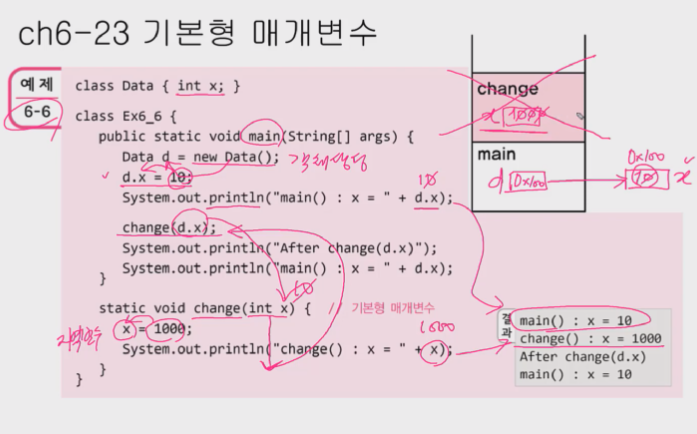 ch6-23 기본형 매개변수
예제
6-6
class Data { int x; }
class Ex6_6 {
public static void main(String[] args) {
Data d = new Data(); 객체생성
d.x = 10;
10
System.out.println("main() : x = " + d.x);
change(d.x);
System.out.println("After change(d.x)");
System.out.println("main() : x = " + d.x);
}
10
static void change(int x) { // 기본형 매개변수
지역변수
x = 1000;
1000
System.out.println("change() : x = " + x);
}
}
change
x
main
d 0x100
0x100
10 x
결과
main() : x = 10
change() : x = 1000
After change(d.x)
main() : x = 10